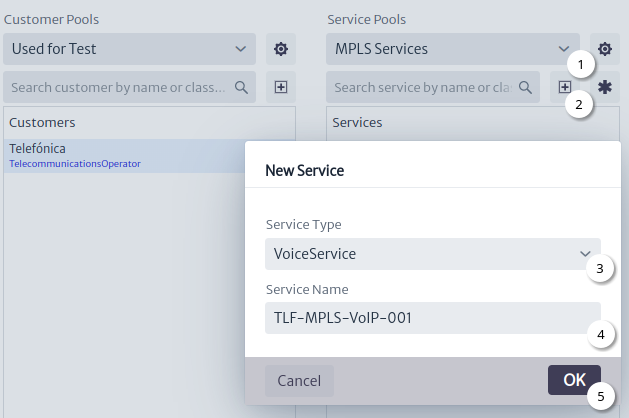 Customer Pools
Service Pools
Used for Test
MPLS Services
1
Search customer by name or class...
Search service by name or cla
2
Customers
Services
Telefónica
TelecommunicationsOperator
New Service
Service Type
VoiceService
3
Service Name
TLF-MPLS-VoIP-001
4
Cancel
OK
5